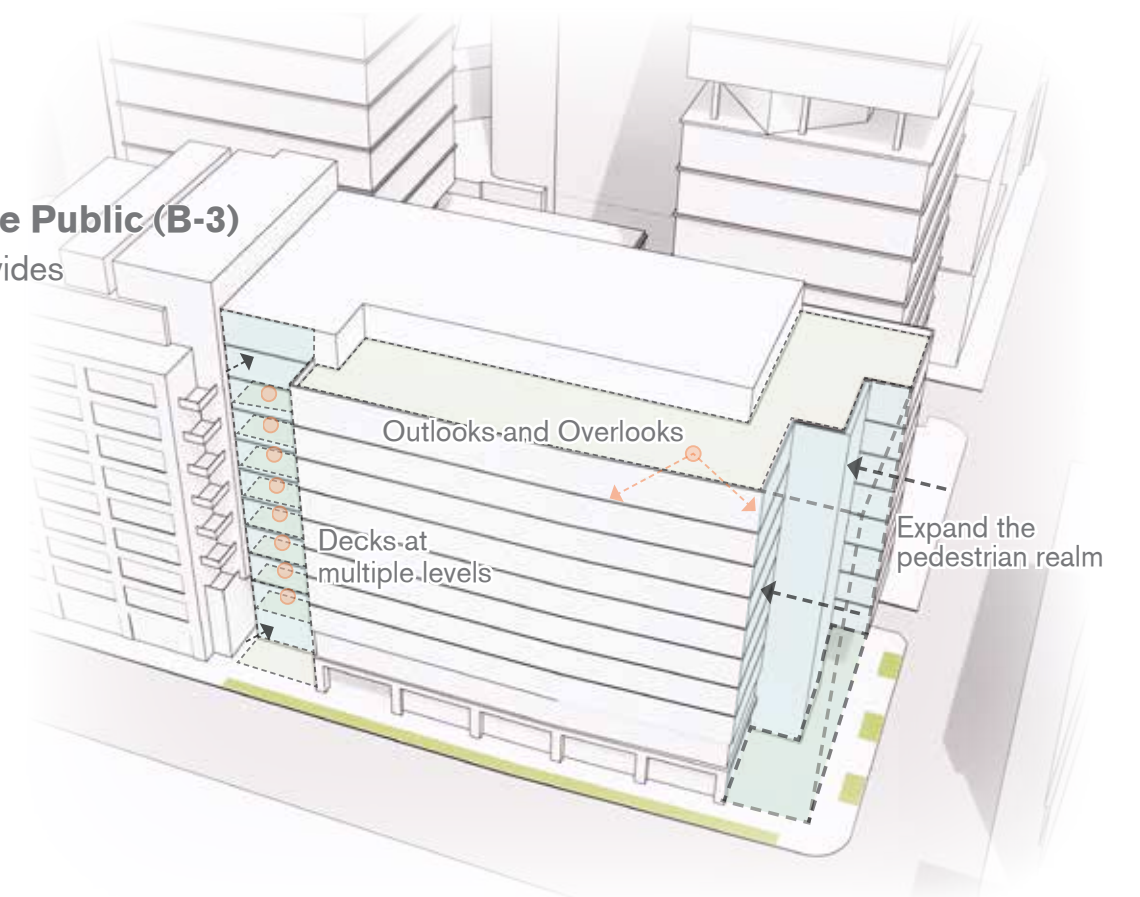 e Public (B-3)
vides
Outlooks and Overlooks
Decks at
multiple levels
Expand the
pedestrian realm